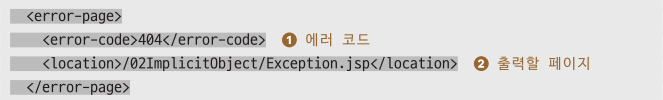 <error-page>
<error-code>404</error-code> ❶ 에러 코드
<location>/02ImplicitObject/Exception.jsp</location> ❷ 출력할 페이지
</error-page>